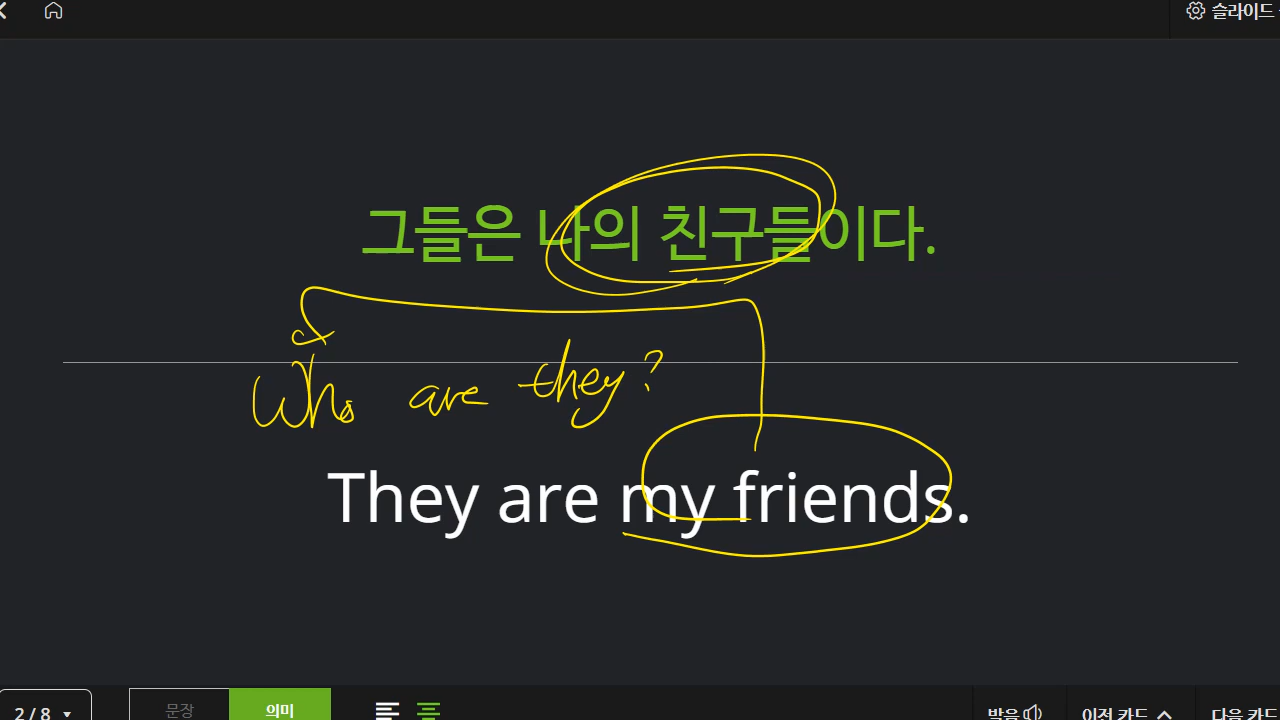 슬라이드
그들은 나의 친구들이다.
Who are they?
They are my friends.
2 / 8
문장
의미
발음
이전 카드
다음 카드